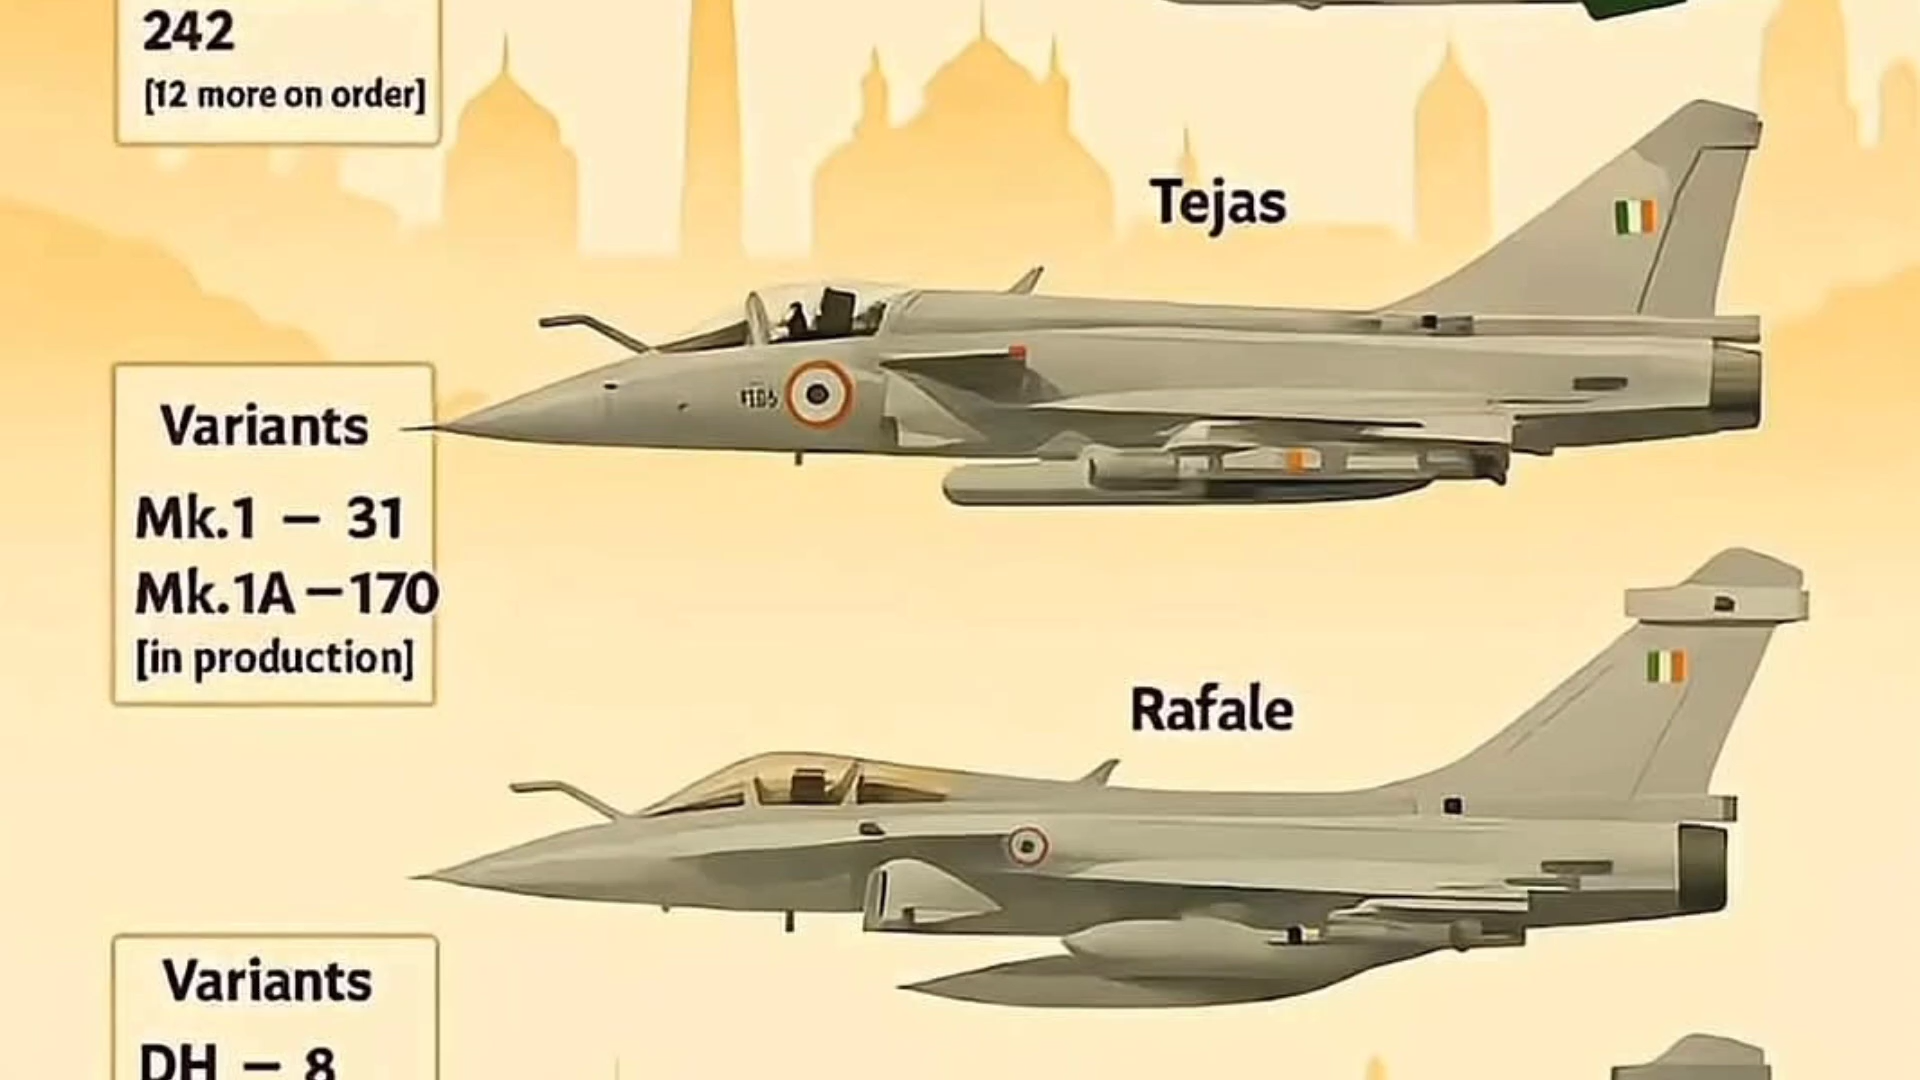 242
[12 more on order]
Tejas
Variants
Mk.1 – 31
Mk.1A – 170
[in production]
Rafale
Variants
DH – 8